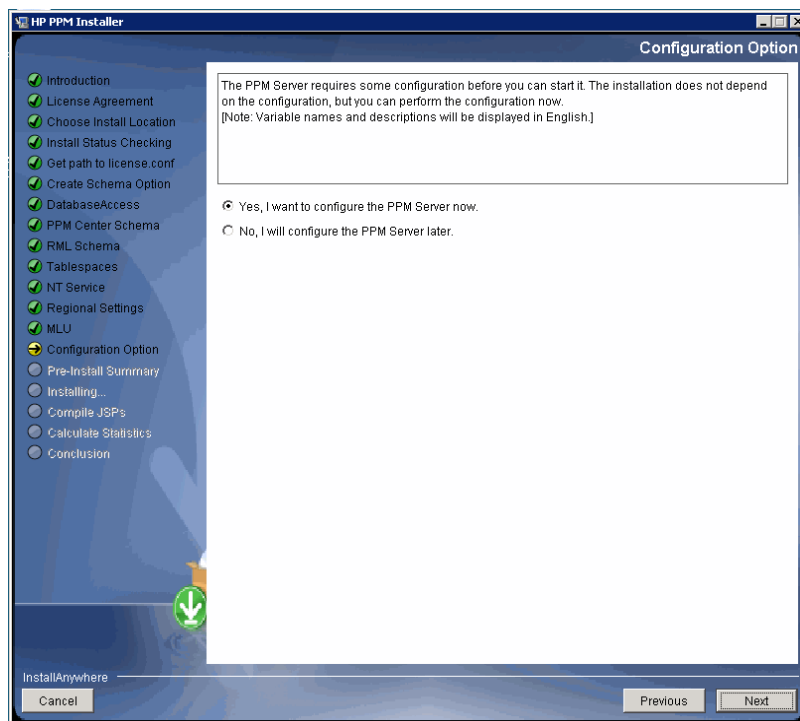 HP PPM Installer
Configuration Option
Introduction
License Agreement
Choose Install Location
Install Status Checking
Get path to license.conf
Create Schema Option
DatabaseAccess
PPM Center Schema
RML Schema
Tablespaces
NT Service
Regional Settings
MLU
Configuration Option
Pre-Install Summary
Installing...
Compile JSPs
Calculate Statistics
Conclusion
The PPM Server requires some configuration before you can start it. The installation does not depend
on the configuration, but you can perform the configuration now.
[Note: Variable names and descriptions will be displayed in English.]
Yes, I want to configure the PPM Server now.
No, I will configure the PPM Server later.
InstallAnywhere
Cancel
Previous
Next